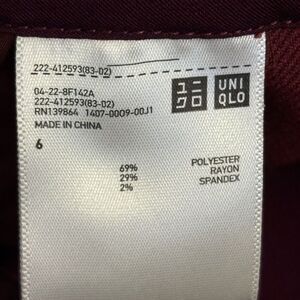 222-412593(83-02)
04-22-8F142A
222-412593(83-02)
RN139864 1407-0009-00J1
MADE IN CHINA
6
ユニ
クロ
UNI
QLO
69% POLYESTER
29% RAYON
2% SPANDEX